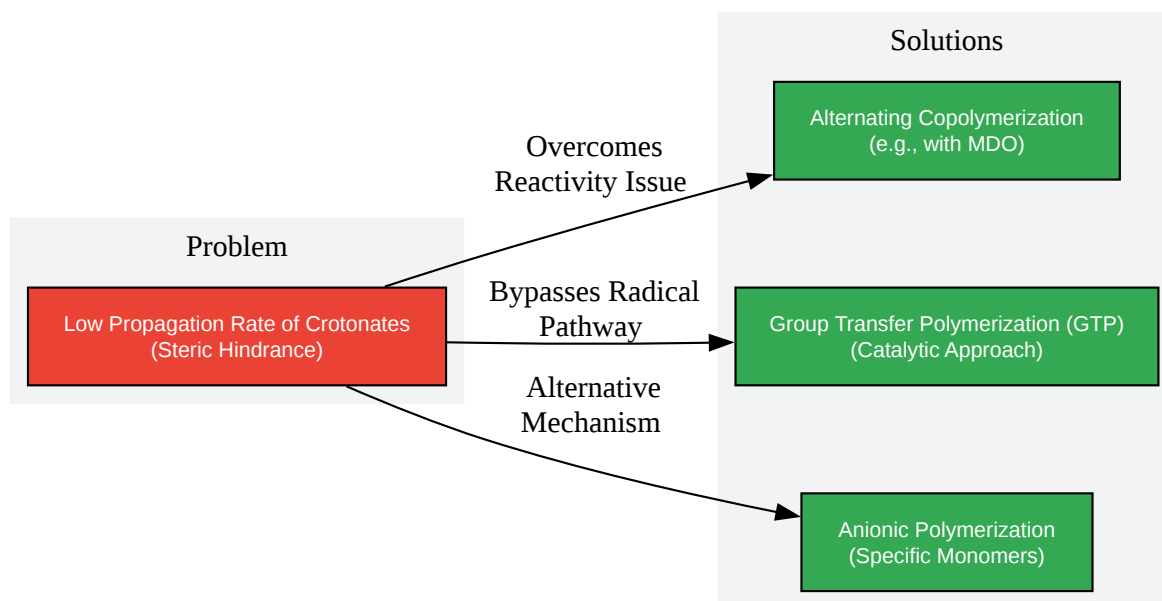 Problem
Low Propagation Rate of Crotonates
(Steric Hindrance)
Overcomes
Reactivity Issue
Bypasses Radical
Pathway
Alternative
Mechanism
Solutions
Alternating Copolymerization
(e.g., with MDO)
Group Transfer Polymerization (GTP)
(Catalytic Approach)
Anionic Polymerization
(Specific Monomers)